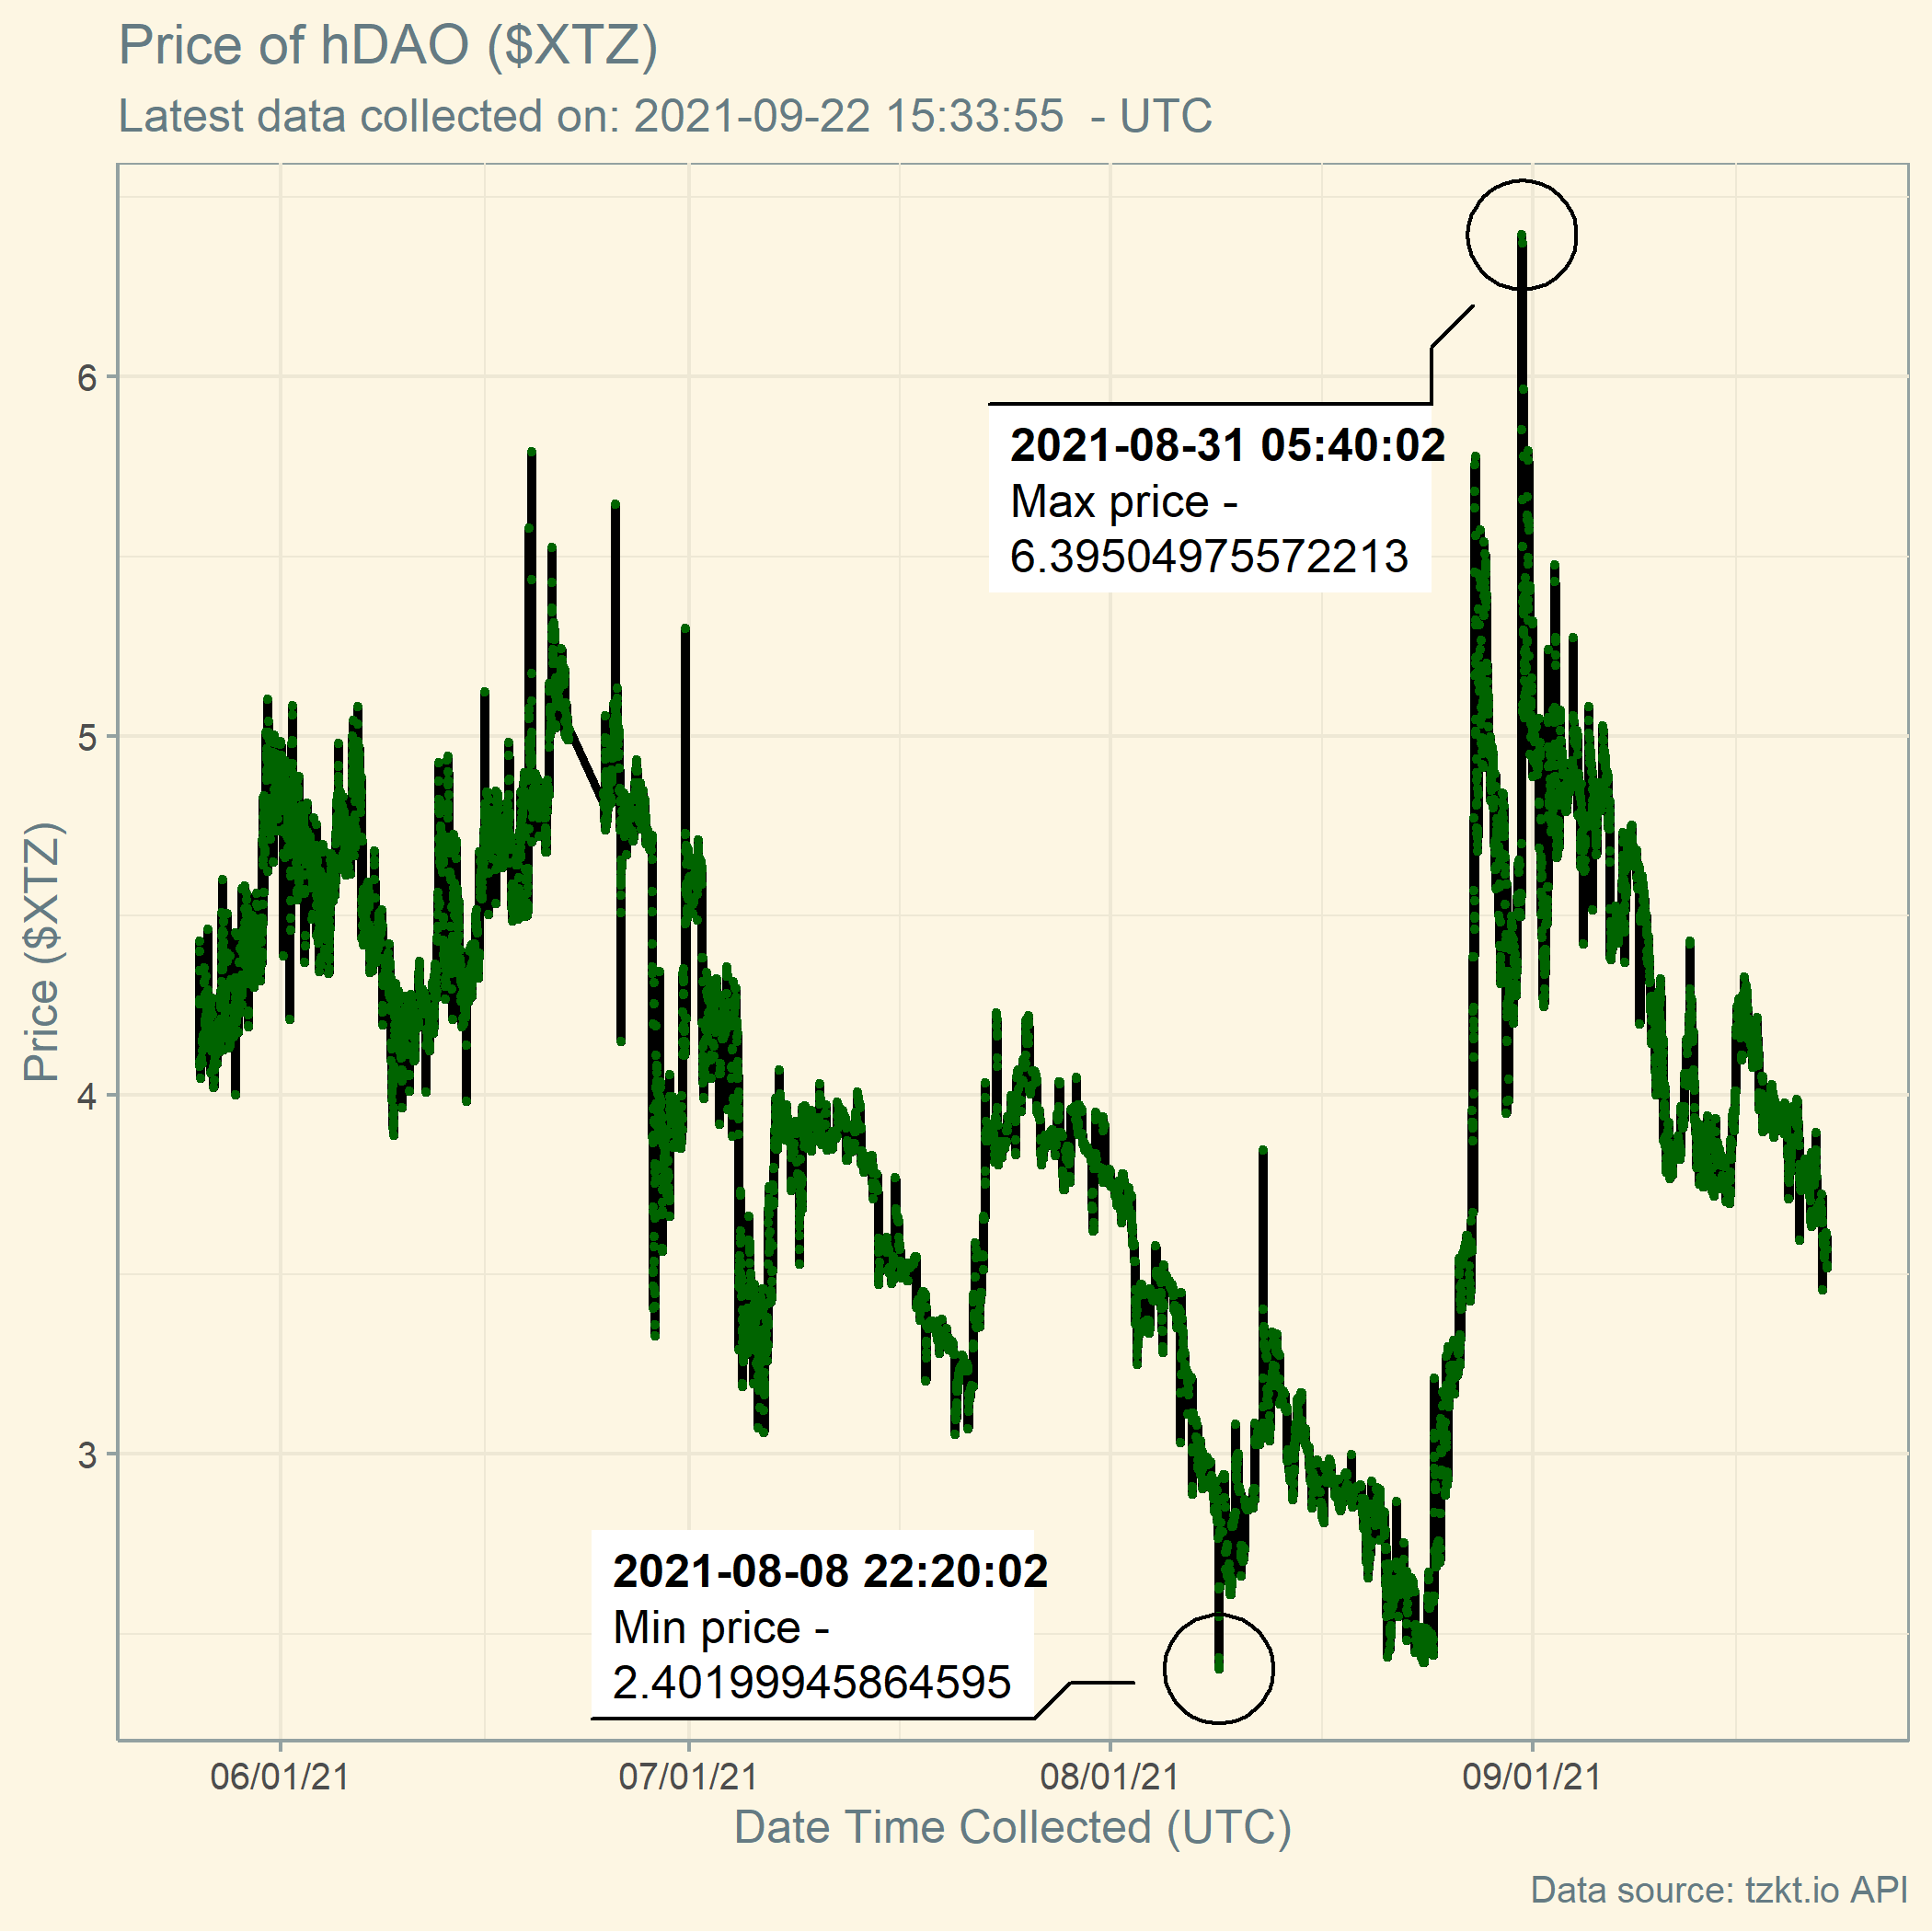 Price of hDAO ($XTZ)
Latest data collected on: 2021-09-22 15:33:55  - UTC
Price ($XTZ)
6
5
4
3
2021-08-31 05:40:02
Max price -
6.39504975572213
2021-08-08 22:20:02
Min price -
2.40199945864595
06/01/21
07/01/21
08/01/21
09/01/21
Date Time Collected (UTC)
Data source: tzkt.io API